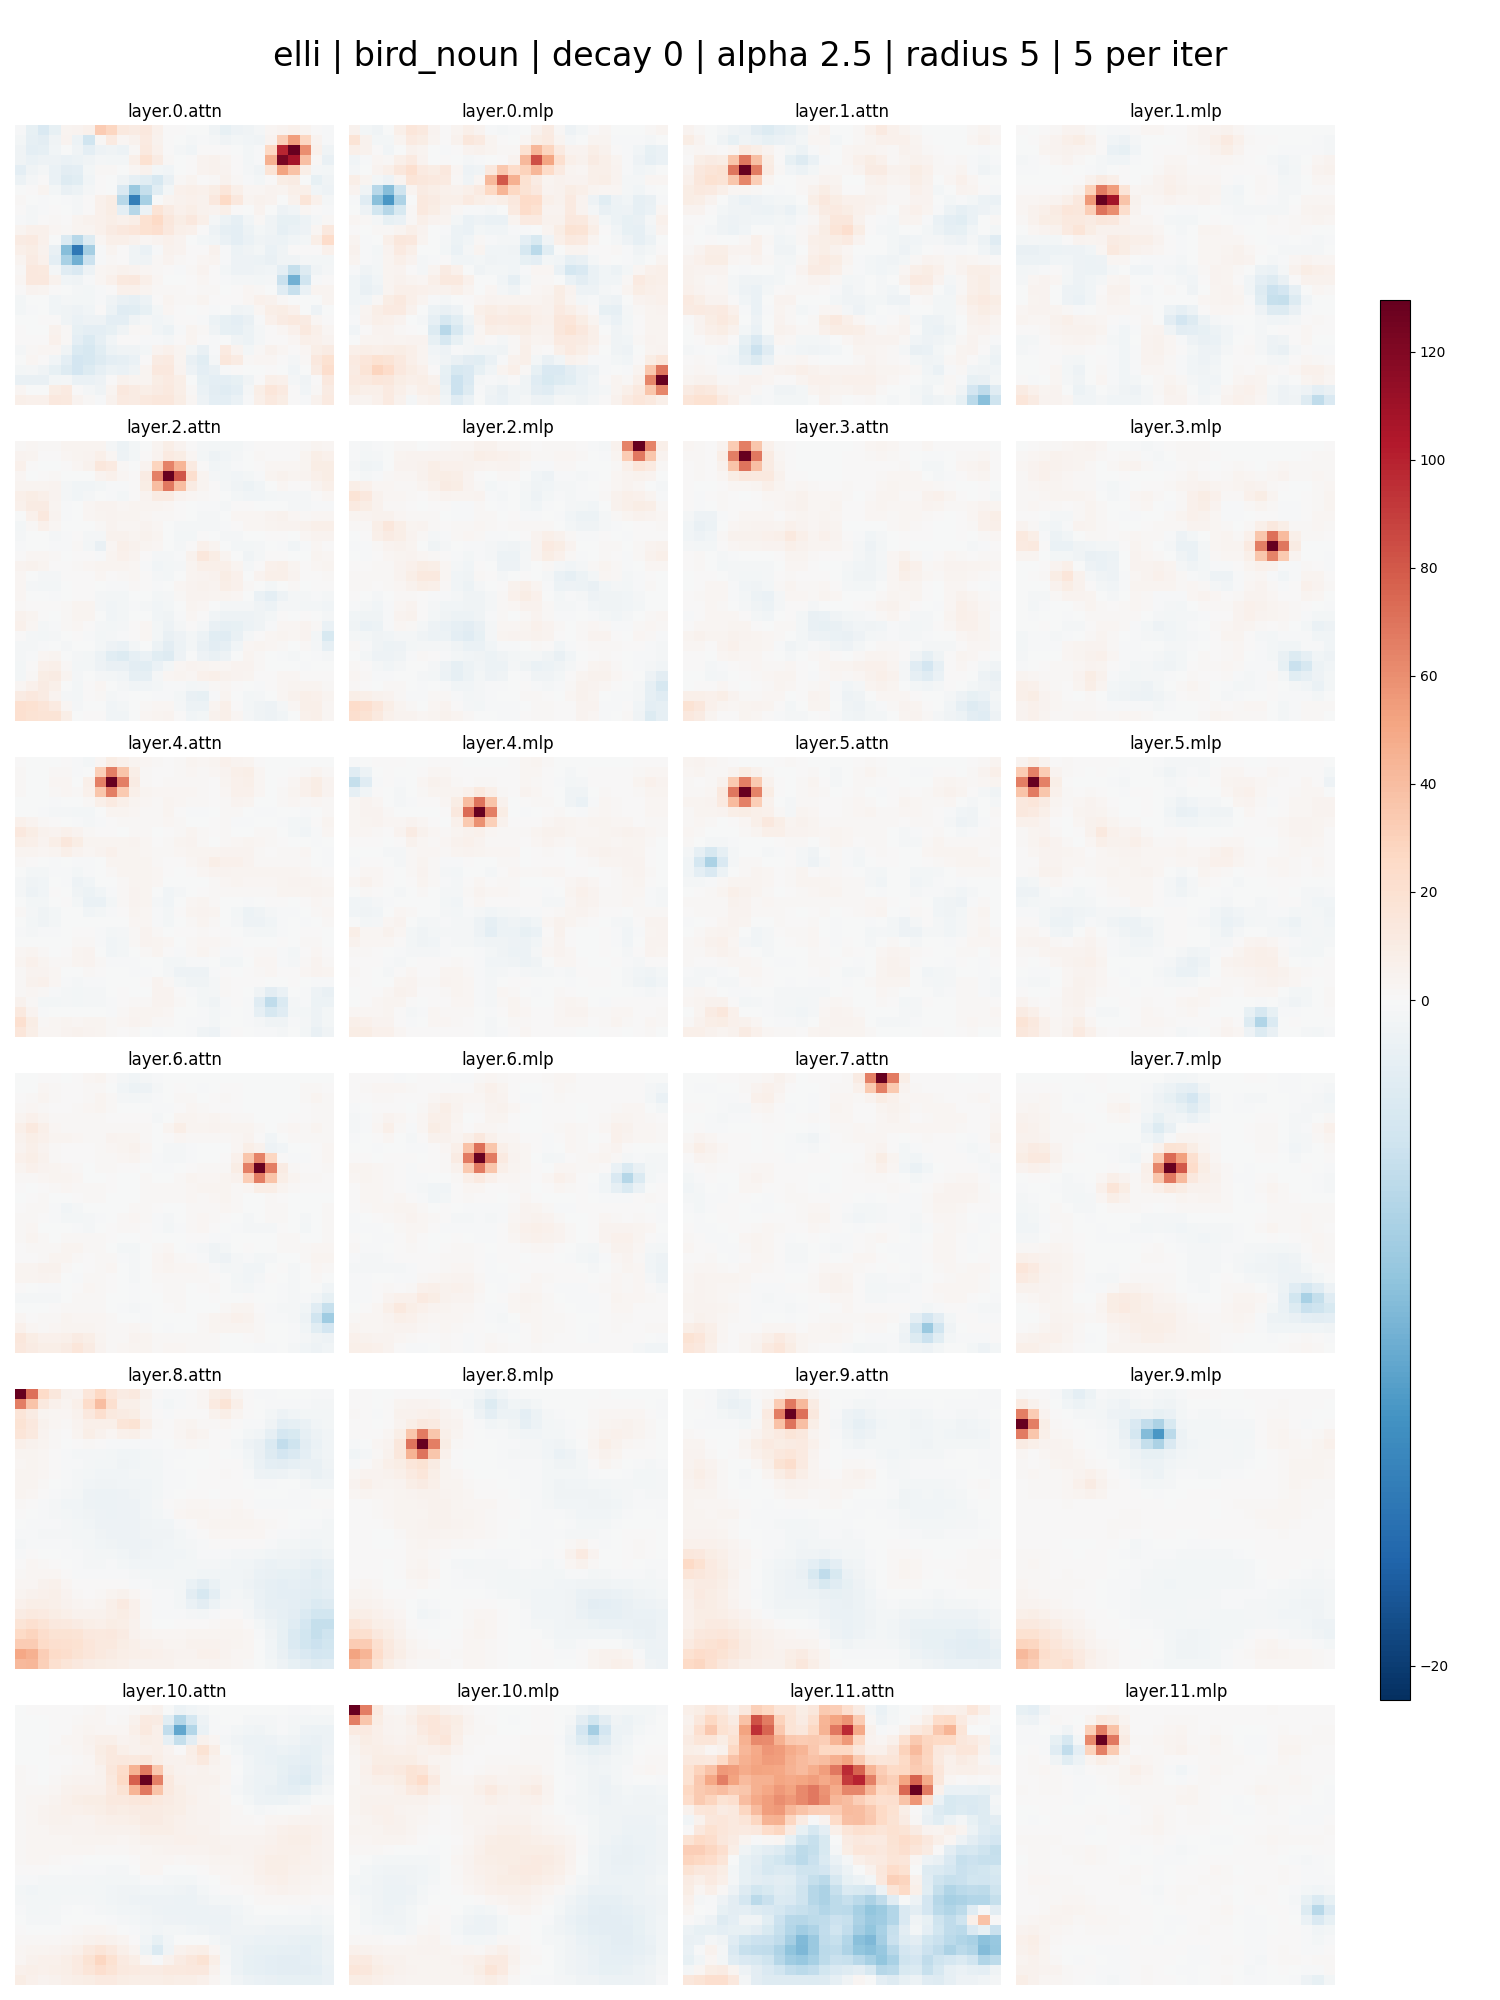 elli | bird_noun | decay 0 | alpha 2.5 | radius 5 | 5 per iter
layer.0.attn
layer.0.mlp
layer.1.attn
layer.1.mlp
layer.2.attn
layer.2.mlp
layer.3.attn
layer.3.mlp
layer.4.attn
layer.4.mlp
layer.5.attn
layer.5.mlp
layer.6.attn
layer.6.mlp
layer.7.attn
layer.7.mlp
layer.8.attn
layer.8.mlp
layer.9.attn
layer.9.mlp
layer.10.attn
layer.10.mlp
layer.11.attn
layer.11.mlp
120
100
80
60
40
20
0
−20